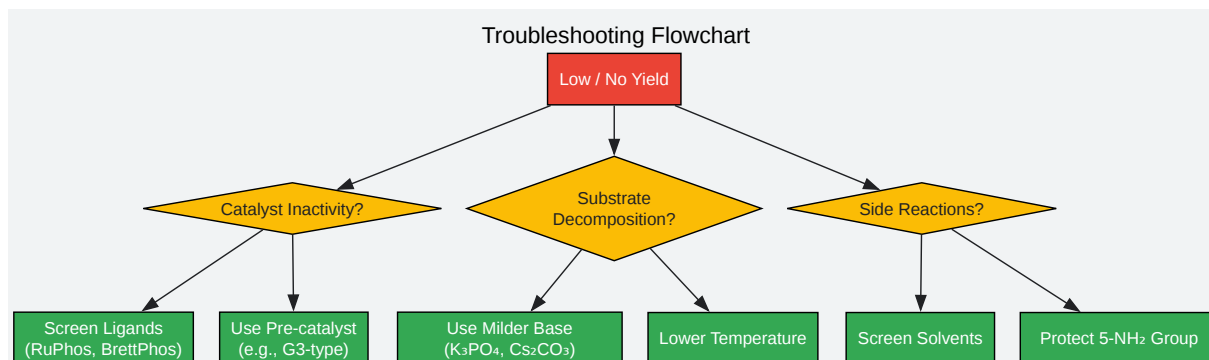 Troubleshooting Flowchart
Low / No Yield
Catalyst Inactivity?
Substrate
Decomposition?
Side Reactions?
Screen Ligands
(RuPhos, BrettPhos)
Use Pre-catalyst
(e.g., G3-type)
Use Milder Base
(K₃PO₄, Cs₂CO₃)
Lower Temperature
Screen Solvents
Protect 5-NH₂ Group